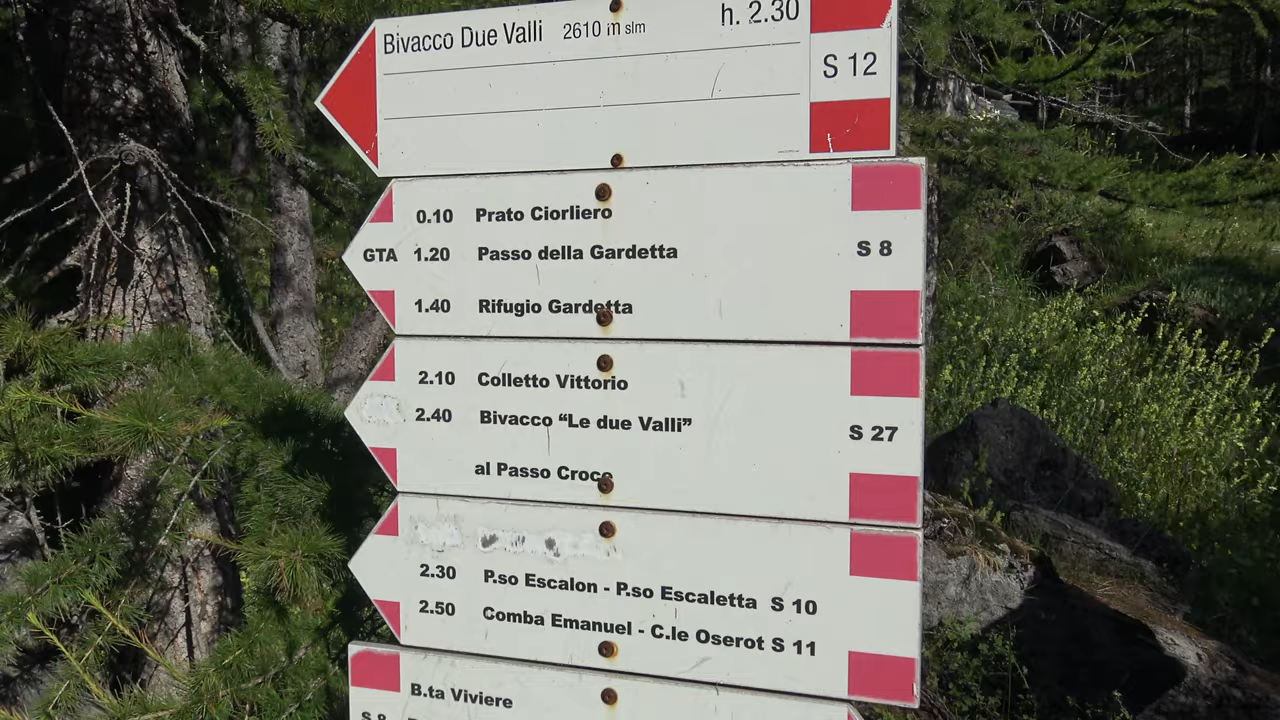 Bivacco Due Valli 2610 m slm h. 2.30
S 12
0.10 Prato Ciorliero
GTA 1.20 Passo della Gardetta S 8
1.40 Rifugio Gardetta
2.10 Colletto Vittorio
2.40 Bivacco “Le due Valli” S 27
al Passo Croce
2.30 P.so Escalon - P.so Escaletta S 10
2.50 Comba Emanuel - C.le Oserot S 11
B.ta Viviere
S 8